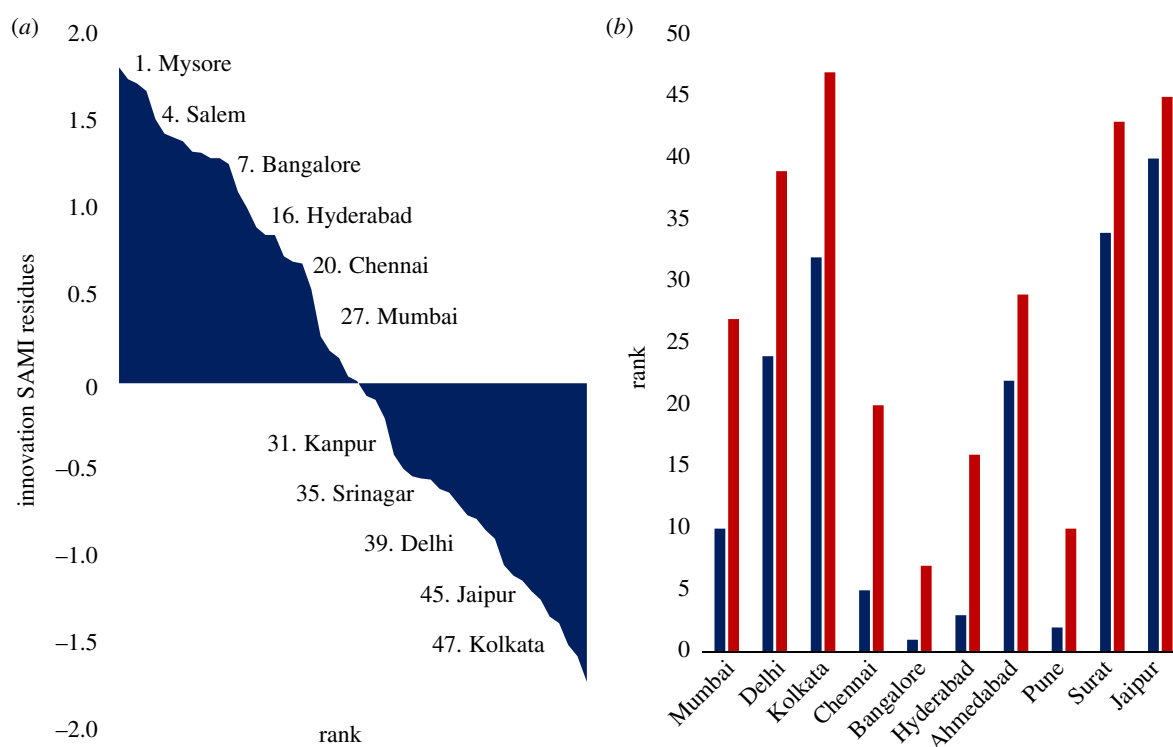 (a)
2.0
1.5
1.0
0.5
0
–0.5
–1.0
–1.5
–2.0
innovation SAMI residues
1. Mysore
4. Salem
7. Bangalore
16. Hyderabad
20. Chennai
27. Mumbai
31. Kanpur
35. Srinagar
39. Delhi
45. Jaipur
47. Kolkata
rank
(b)
50
45
40
35
30
25
20
15
10
5
0
rank
Mumbai
Delhi
Kolkata
Chennai
Bangalore
Hyderabad
Ahmedabad
Pune
Surat
Jaipur